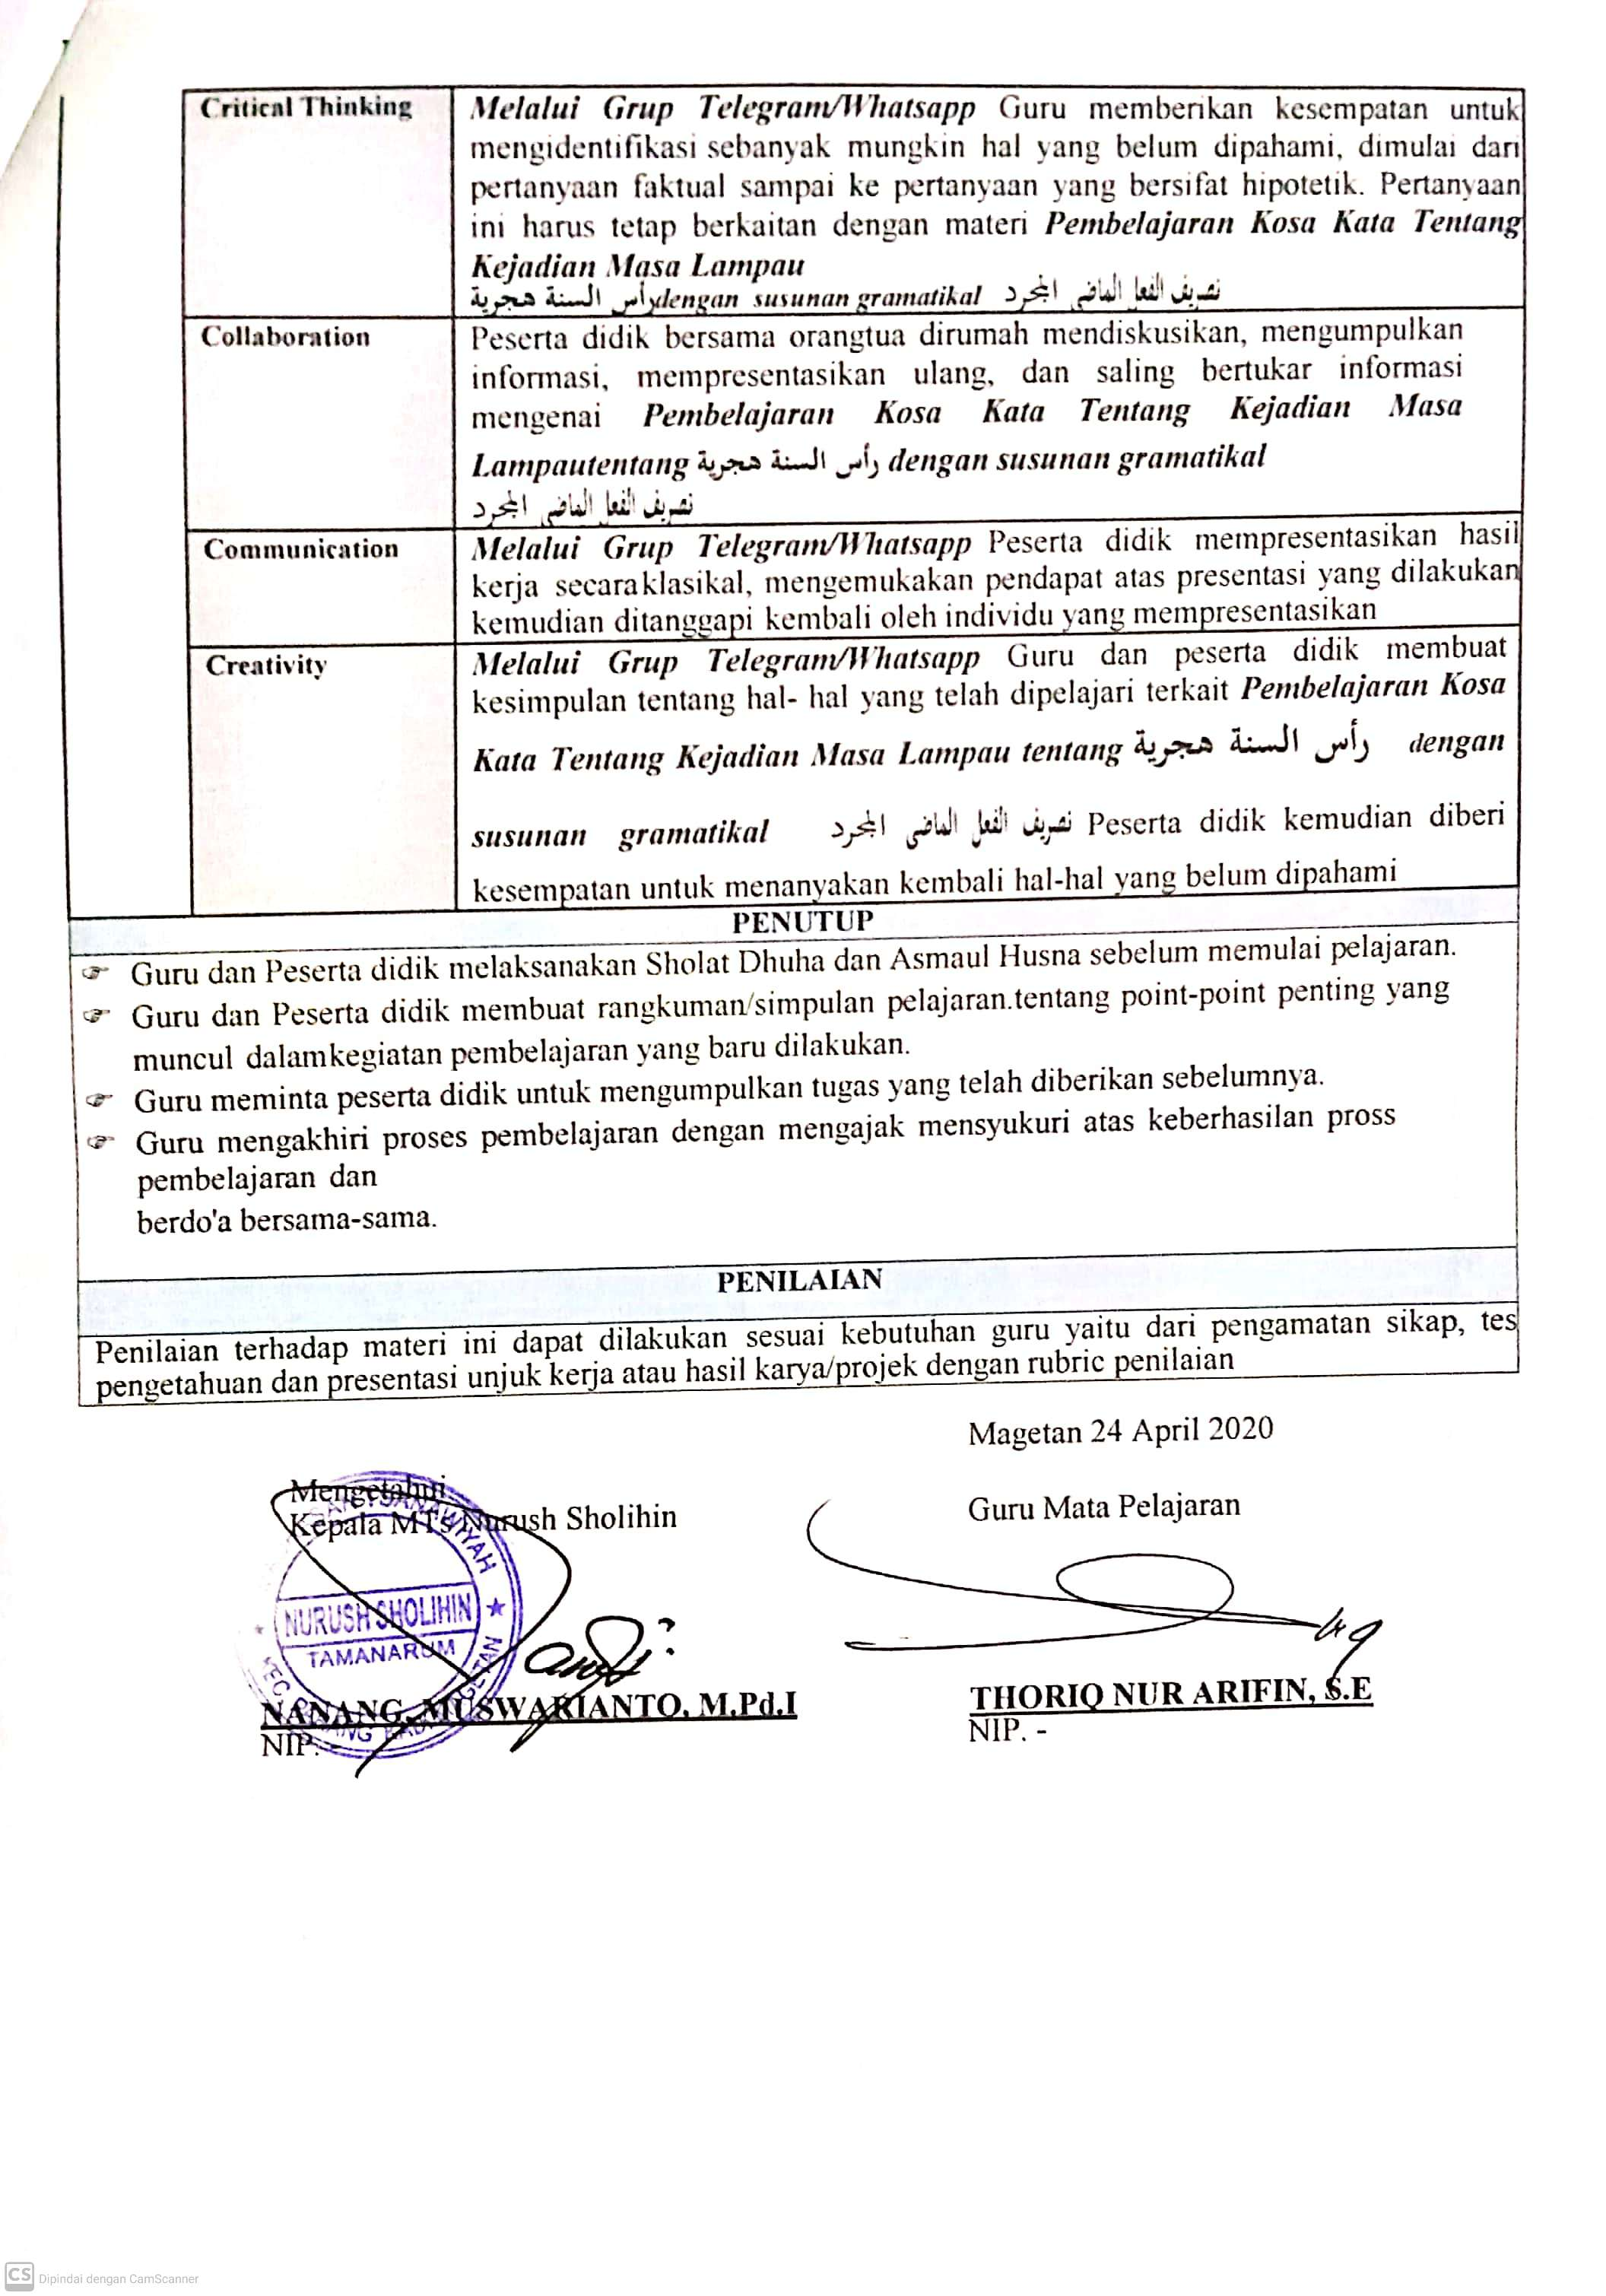 Critical Thinking
Melalui Grup Telegram/Whatsapp Guru memberikan kesempatan untuk
mengidentifikasi sebanyak mungkin hal yang belum dipahami, dimulai dari
pertanyaan faktual sampai ke pertanyaan yang bersifat hipotetik. Pertanyaan
ini harus tetap berkaitan dengan materi Pembelajaran Kosa Kata Tentang
Kejadian Masa Lampau
رأس السنة هجرية dengan susunan gramatikal تصريف الفعل الماضي المجرد
Collaboration
Peserta didik bersama orangtua dirumah mendiskusikan, mengumpulkan
informasi, mempresentasikan ulang, dan saling bertukar informasi
mengenai Pembelajaran Kosa Kata Tentang Kejadian Masa
Lampautentang رأس السنة هجرية dengan susunan gramatikal
تصريف الفعل الماضي المجرد
Communication
Melalui Grup Telegram/Whatsapp Peserta didik mempresentasikan hasil
kerja secaraklasikal, mengemukakan pendapat atas presentasi yang dilakukan
kemudian ditanggapi kembali oleh individu yang mempresentasikan
Creativity
Melalui Grup Telegram/Whatsapp Guru dan peserta didik membuat
kesimpulan tentang hal- hal yang telah dipelajari terkait Pembelajaran Kosa
Kata Tentang Kejadian Masa Lampau tentang رأس السنة هجرية dengan
susunan gramatikal تصريف الفعل الماضي المجرد Peserta didik kemudian diberi
kesempatan untuk menanyakan kembali hal-hal yang belum dipahami
PENUTUP
☞ Guru dan Peserta didik melaksanakan Sholat Dhuha dan Asmaul Husna sebelum memulai pelajaran.
☞ Guru dan Peserta didik membuat rangkuman/simpulan pelajaran.tentang point-point penting yang
muncul dalamkegiatan pembelajaran yang baru dilakukan.
☞ Guru meminta peserta didik untuk mengumpulkan tugas yang telah diberikan sebelumnya.
☞ Guru mengakhiri proses pembelajaran dengan mengajak mensyukuri atas keberhasilan pross
pembelajaran dan
berdo'a bersama-sama.
PENILAIAN
Penilaian terhadap materi ini dapat dilakukan sesuai kebutuhan guru yaitu dari pengamatan sikap, tes
pengetahuan dan presentasi unjuk kerja atau hasil karya/projek dengan rubric penilaian
Magetan 24 April 2020
Mengetahui
Kepala MTs Nurush Sholihin
Guru Mata Pelajaran
NURUSH SHOLIHIN
TAMANARUM
NANANG, MUSWARIANTO, M.Pd.I
NIP. -
THORIQ NUR ARIFIN, S.E
NIP. -
CS Dipindai dengan CamScanner